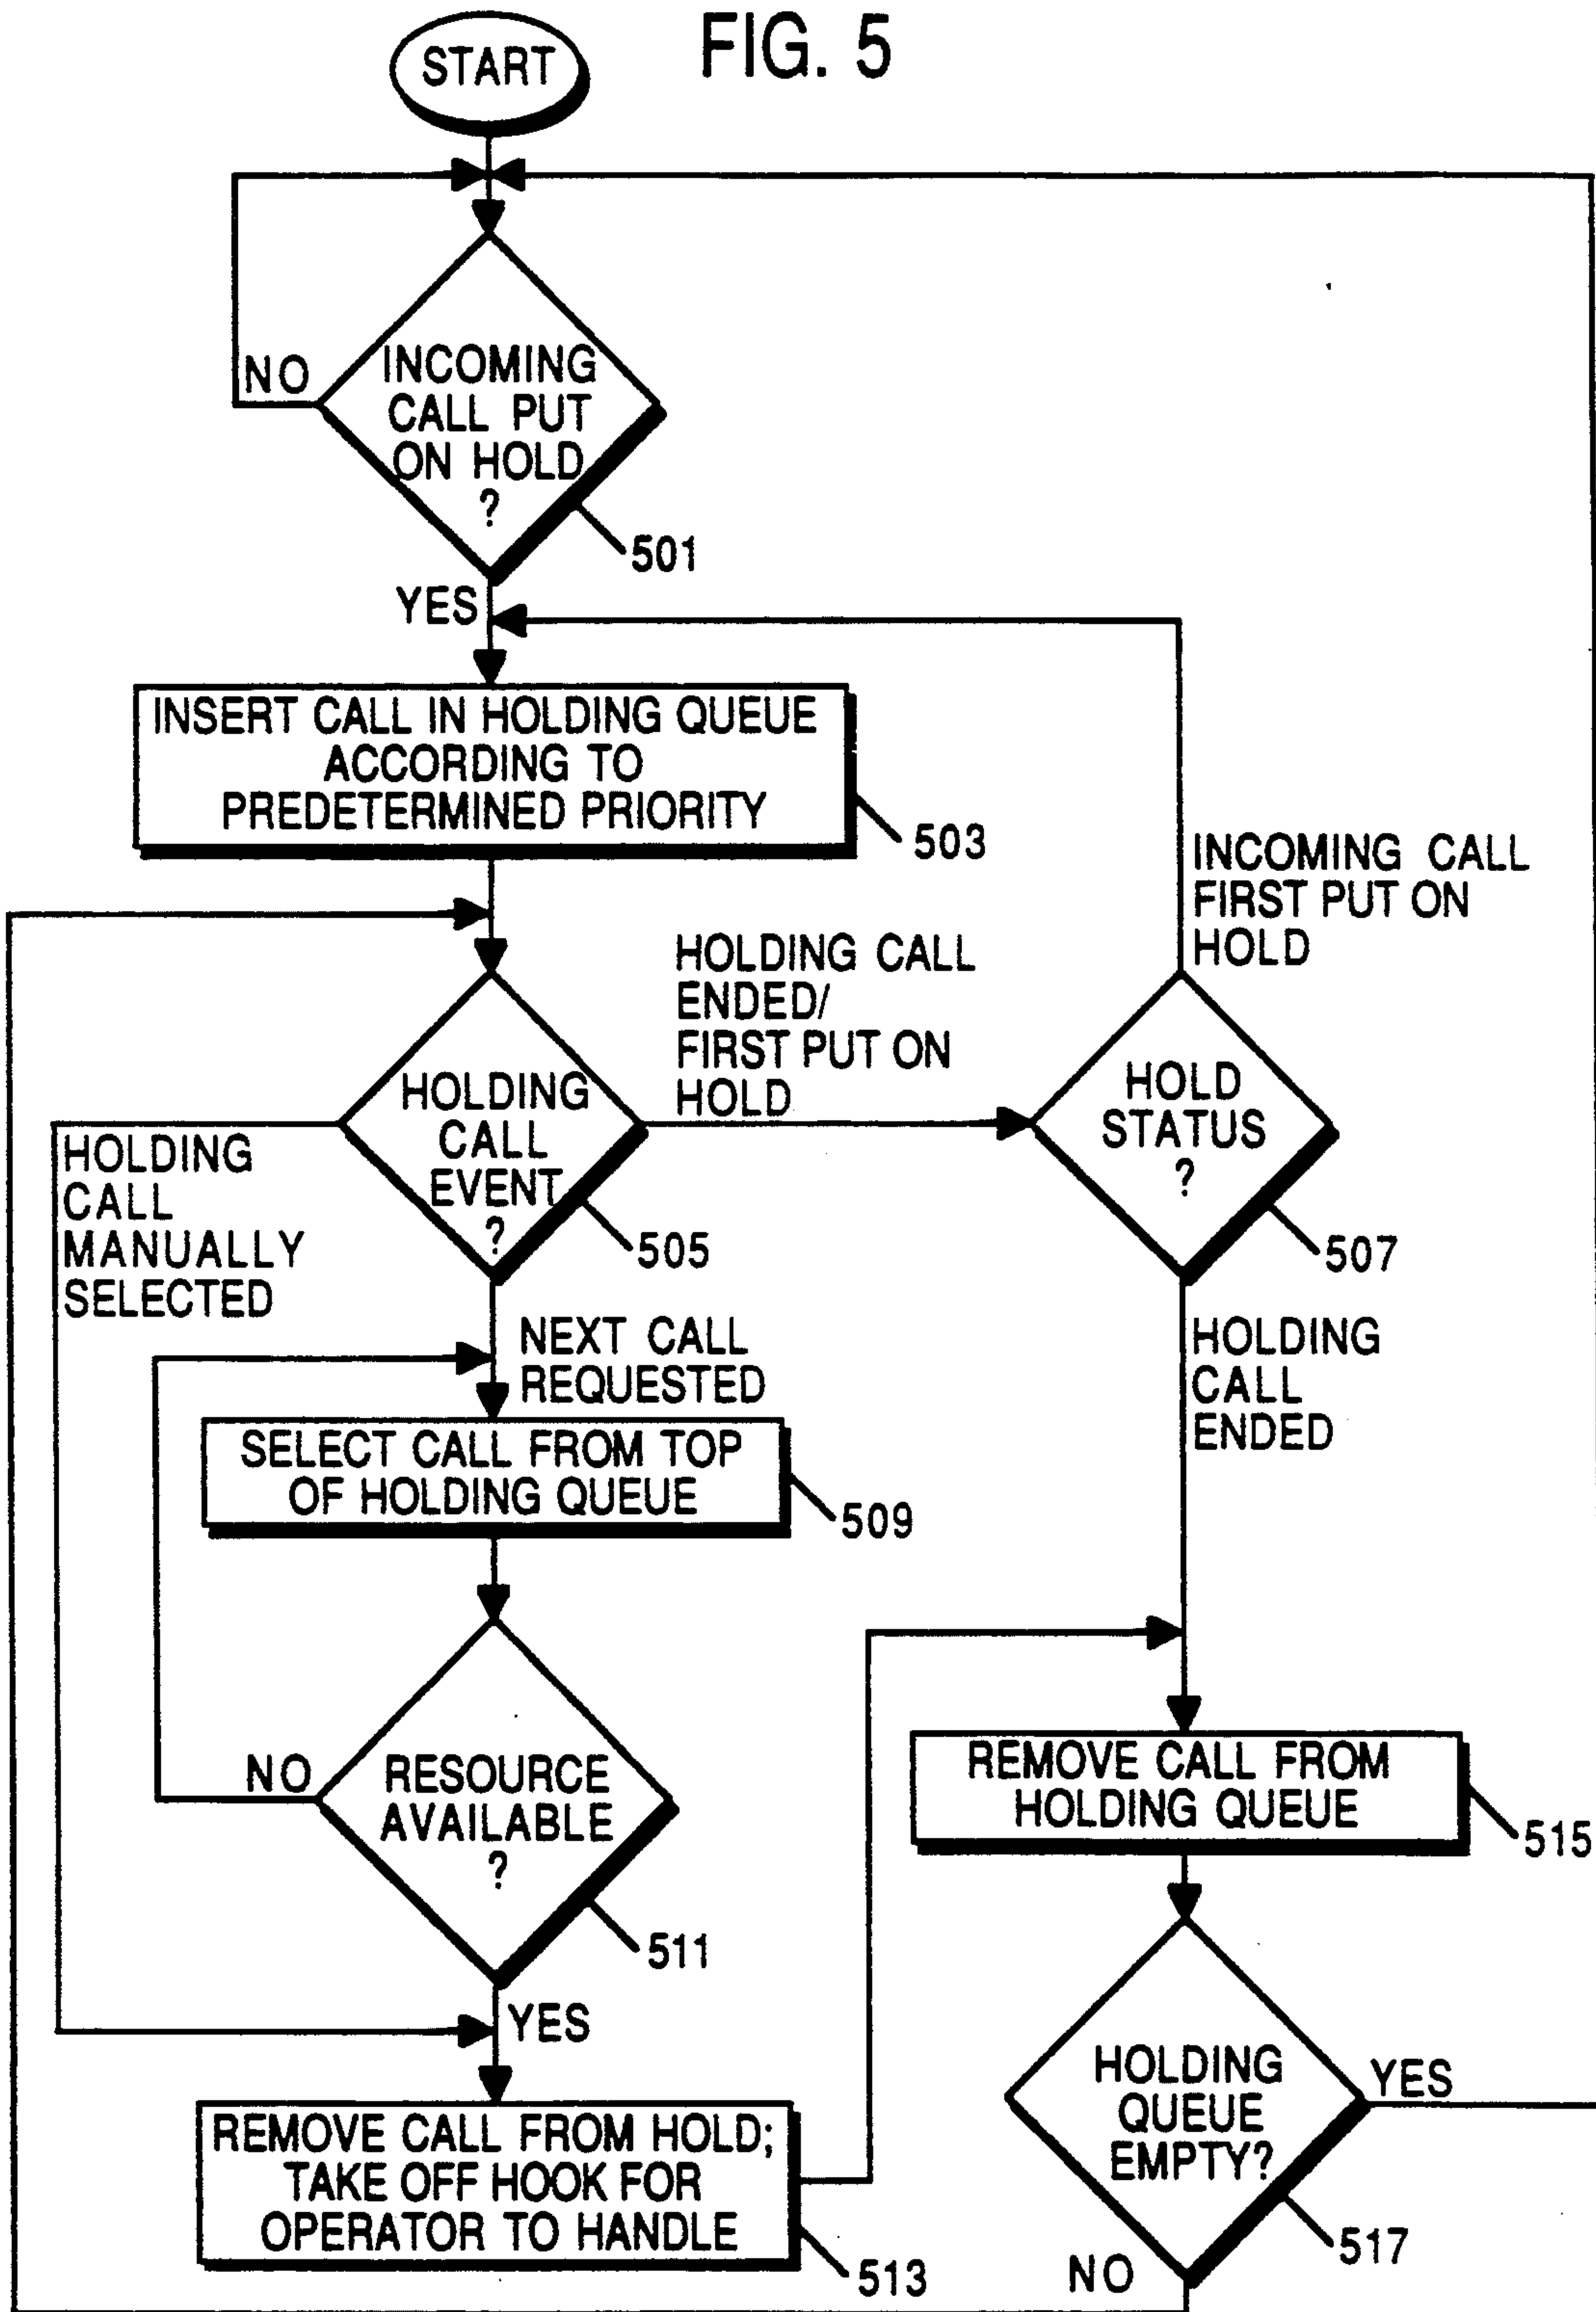 FIG. 5
START
NO
INCOMING
CALL PUT
ON HOLD
?
501
YES
INSERT CALL IN HOLDING QUEUE
ACCORDING TO
PREDETERMINED PRIORITY
503
INCOMING CALL
FIRST PUT ON
HOLD
HOLDING CALL
ENDED/
FIRST PUT ON
HOLD
HOLDING
CALL
EVENT
?
505
HOLD
STATUS
?
507
HOLDING
CALL
MANUALLY
SELECTED
NEXT CALL
REQUESTED
HOLDING
CALL
ENDED
SELECT CALL FROM TOP
OF HOLDING QUEUE
509
NO
RESOURCE
AVAILABLE
?
511
YES
REMOVE CALL FROM
HOLDING QUEUE
515
REMOVE CALL FROM HOLD;
TAKE OFF HOOK FOR
OPERATOR TO HANDLE
513
HOLDING
QUEUE
EMPTY?
YES
517
NO